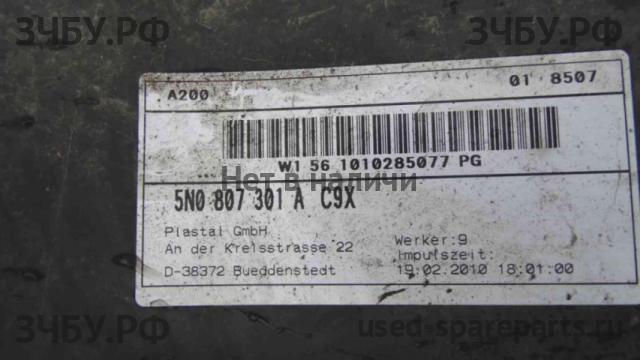 ЗЧБУ.РФ
ЗЧБУ.РФ
A200
01 8507
W1 56 1010285077 PG
Нет в наличии
5N0 807 301 A C9X
Plastal GmbH
An der Kreisstrasse 22
D-38372 Bueddenstedt
Werker:9
Impulszeit:
19.02.2010 18:01:00
ЗЧБУ.РФ
used-spareparts.ru